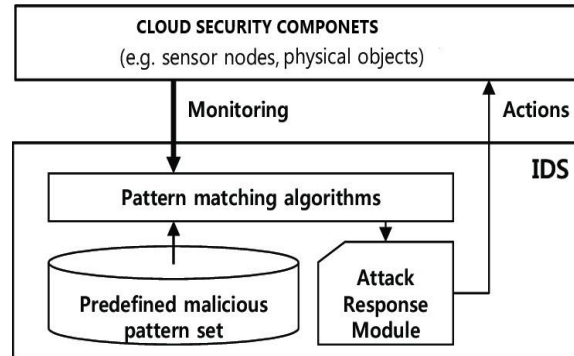 CLOUD SECURITY COMPONETS
(e.g. sensor nodes, physical objects)
Monitoring
Actions
IDS
Pattern matching algorithms
Predefined malicious
pattern set
Attack
Response
Module